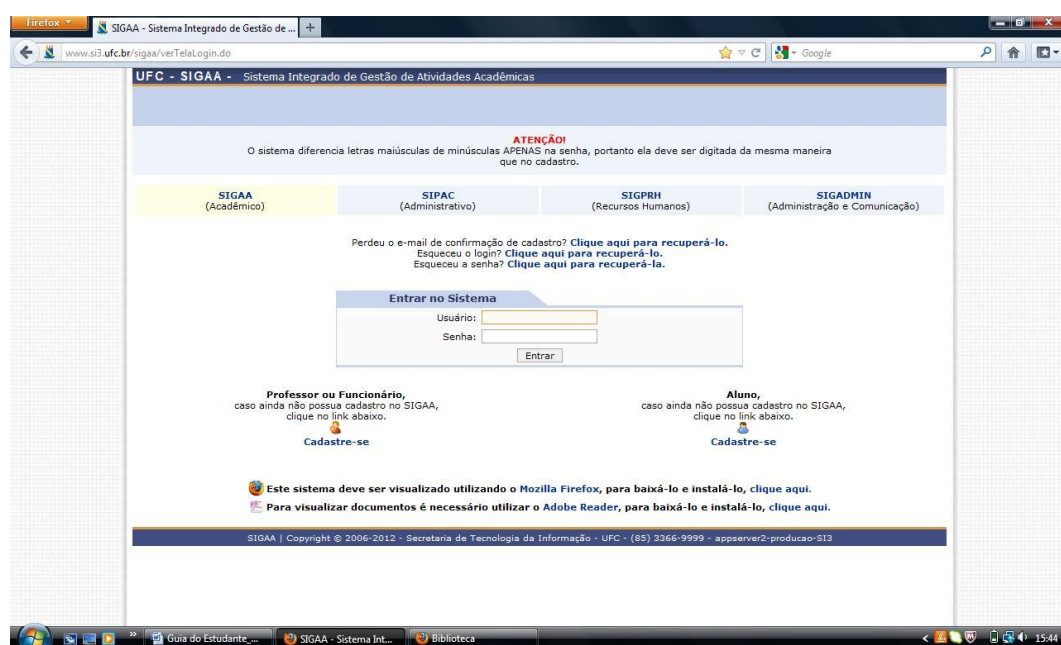 Firefox
SIGAA - Sistema Integrado de Gestão de ...
www.si3.ufc.br/sigaa/verTelaLogin.do
Google
UFC - SIGAA - Sistema Integrado de Gestão de Atividades Acadêmicas
ATENÇÃO!
O sistema diferencia letras maiúsculas de minúsculas APENAS na senha, portanto ela deve ser digitada da mesma maneira
que no cadastro.
SIGAA SIPAC SIGPRH SIGADMIN
(Acadêmico) (Administrativo) (Recursos Humanos) (Administração e Comunicação)
Perdeu o e-mail de confirmação de cadastro? Clique aqui para recuperá-lo.
Esqueceu o login? Clique aqui para recuperá-lo.
Esqueceu a senha? Clique aqui para recuperá-la.
Entrar no Sistema
Usuário:
Senha:
Entrar
Professor ou Funcionário,
caso ainda não possua cadastro no SIGAA,
clique no link abaixo.
Cadastre-se
Aluno,
caso ainda não possua cadastro no SIGAA,
clique no link abaixo.
Cadastre-se
Este sistema deve ser visualizado utilizando o Mozilla Firefox, para baixá-lo e instalá-lo, clique aqui.
Para visualizar documentos é necessário utilizar o Adobe Reader, para baixá-lo e instalá-lo, clique aqui.
SIGAA | Copyright © 2006-2012 - Secretaria de Tecnologia da Informação - UFC - (85) 3366-9999 - appserver2-producao-SI3
Guia do Estudante_... SIGAA - Sistema Int... Biblioteca 15:44